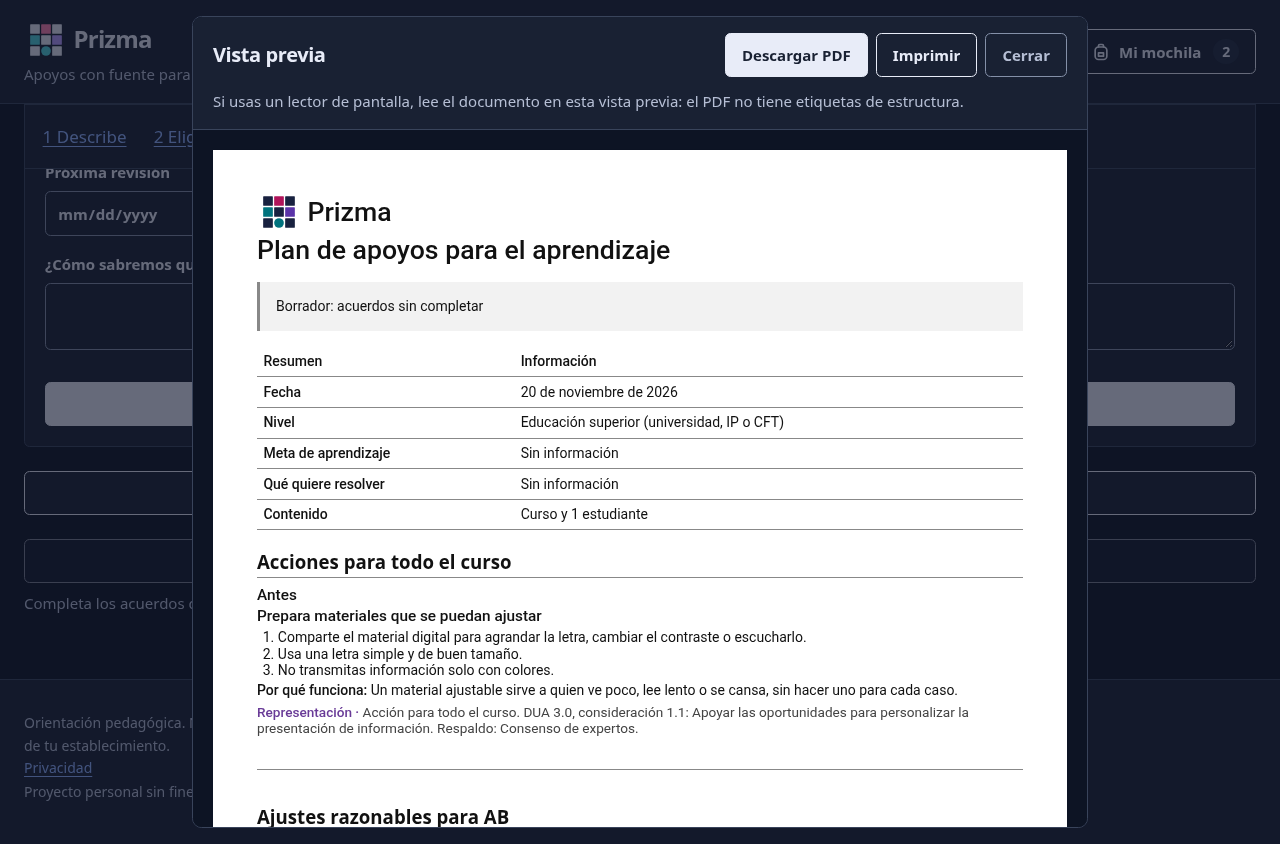 Prizma
Apoyos con fuente para
Mi mochila 2
1 Describe 2 Elig
Próxima revisión
mm/dd/yyyy
¿Cómo sabremos qu
Completa los acuerdos
Orientación pedagógica.
de tu establecimiento.
Privacidad
Proyecto personal sin fine
Vista previa
Descargar PDF
Imprimir
Cerrar
Si usas un lector de pantalla, lee el documento en esta vista previa: el PDF no tiene etiquetas de estructura.
Prizma
Plan de apoyos para el aprendizaje
Borrador: acuerdos sin completar
Resumen Información
Fecha 20 de noviembre de 2026
Nivel Educación superior (universidad, IP o CFT)
Meta de aprendizaje Sin información
Qué quiere resolver Sin información
Contenido Curso y 1 estudiante
Acciones para todo el curso
Antes
Prepara materiales que se puedan ajustar
1. Comparte el material digital para agrandar la letra, cambiar el contraste o escucharlo.
2. Usa una letra simple y de buen tamaño.
3. No transmitas información solo con colores.
Por qué funciona: Un material ajustable sirve a quien ve poco, lee lento o se cansa, sin hacer uno para cada caso.
Representación · Acción para todo el curso. DUA 3.0, consideración 1.1: Apoyar las oportunidades para personalizar la
presentación de información. Respaldo: Consenso de expertos.
Ajustes razonables para AB